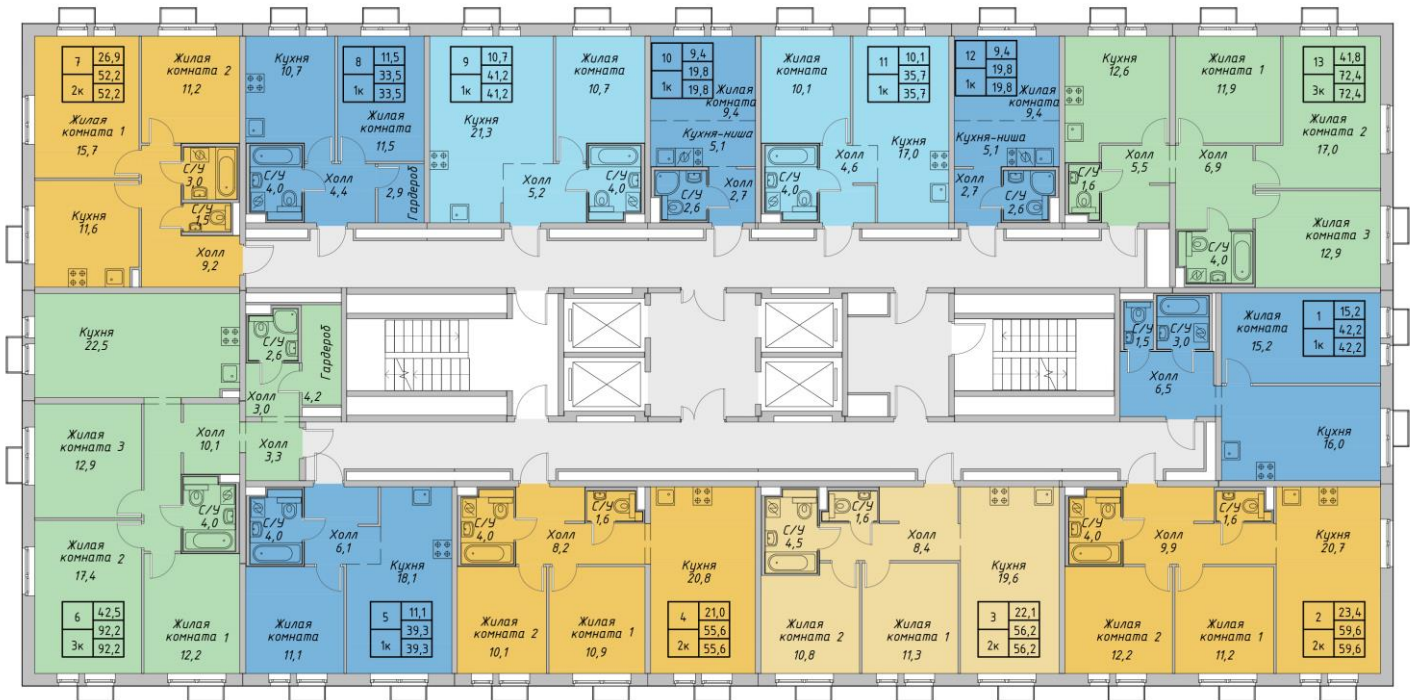 7
26,9
52,2
2к
52,2
Жилая
комната 2
11,2
Жилая
комната 1
15,7
С/У
3,0
С/У
1,5
Кухня
11,6
Холл
9,2
Кухня
10,7
8
11,5
33,5
1к
33,5
Жилая
комната
11,5
С/У
4,0
Холл
4,4
2,9
Гардероб
9
10,7
41,2
1к
41,2
Кухня
21,3
Жилая
комната
10,7
Холл
5,2
С/У
4,0
10
9,4
19,8
1к
19,8
Жилая
комната
9,4
Кухня-ниша
5,1
С/У
2,6
Холл
2,7
Жилая
комната
10,1
11
10,1
35,7
1к
35,7
Кухня
17,0
Холл
4,6
С/У
4,0
12
9,4
19,8
1к
19,8
Жилая
комната
9,4
Кухня-ниша
5,1
Холл
2,7
С/У
2,6
Кухня
12,6
С/У
1,6
Холл
5,5
Жилая
комната 1
11,9
13
41,8
72,4
3к
72,4
Жилая
комната 2
17,0
Холл
6,9
С/У
4,0
Жилая
комната 3
12,9
Кухня
22,5
С/У
2,6
Гардероб
4,2
Холл
3,0
Холл
3,3
Холл
10,1
Жилая
комната 3
12,9
С/У
4,0
Жилая
комната 2
17,4
6
42,5
92,2
3к
92,2
Жилая
комната 1
12,2
С/У
1,5
С/У
3,0
Холл
6,5
Жилая
комната
15,2
1
15,2
42,2
1к
42,2
Кухня
16,0
С/У
4,0
Холл
6,1
Кухня
18,1
Жилая
комната
11,1
5
11,1
39,3
1к
39,3
С/У
4,0
С/У
1,6
Холл
8,2
Кухня
20,8
Жилая
комната 2
10,1
Жилая
комната 1
10,9
4
21,0
55,6
2к
55,6
С/У
4,5
С/У
1,6
Холл
8,4
Кухня
19,6
Жилая
комната 2
10,8
Жилая
комната 1
11,3
3
22,1
56,2
2к
56,2
С/У
4,0
С/У
1,6
Холл
9,9
Кухня
20,7
Жилая
комната 2
12,2
Жилая
комната 1
11,2
2
23,4
59,6
2к
59,6